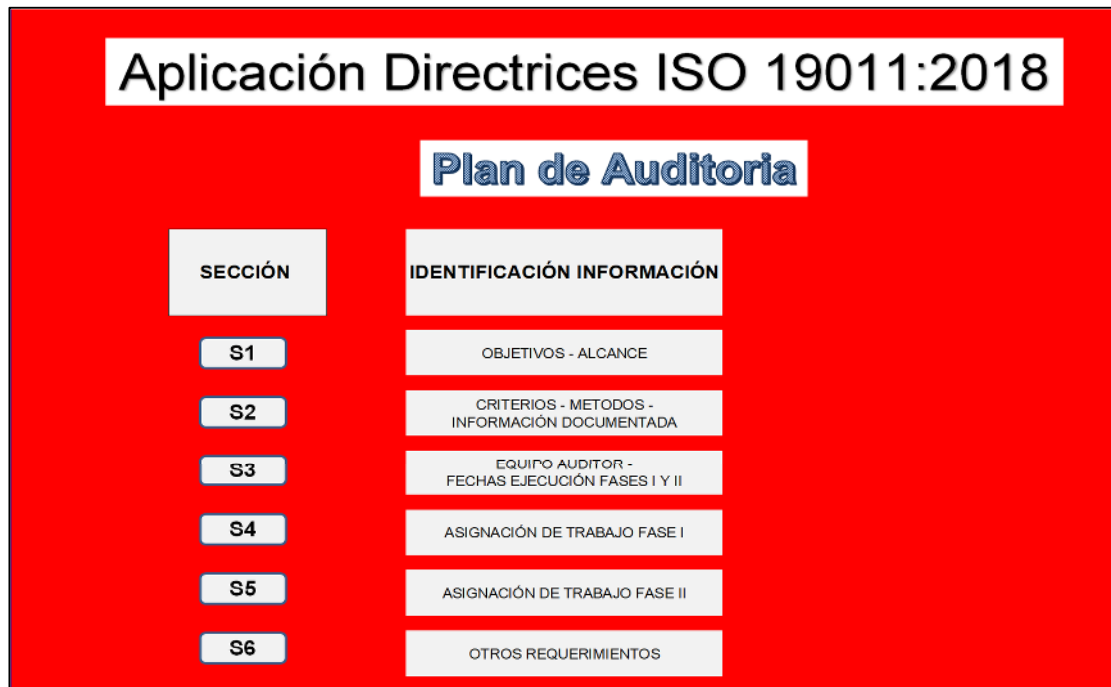 Aplicación Directrices ISO 19011:2018
Plan de Auditoria
SECCIÓN
IDENTIFICACIÓN INFORMACIÓN
S1
OBJETIVOS - ALCANCE
S2
CRITERIOS - METODOS -
INFORMACIÓN DOCUMENTADA
S3
EQUIPO AUDITOR -
FECHAS EJECUCIÓN FASES I Y II
S4
ASIGNACIÓN DE TRABAJO FASE I
S5
ASIGNACIÓN DE TRABAJO FASE II
S6
OTROS REQUERIMIENTOS